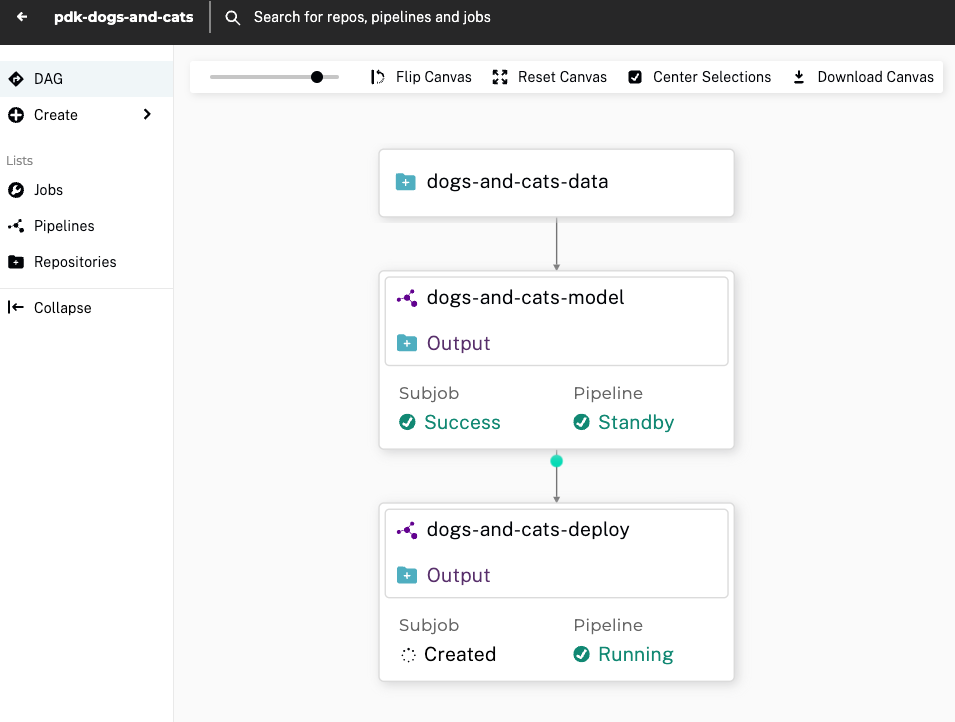 pdk-dogs-and-cats
Search for repos, pipelines and jobs
DAG
Create
Lists
Jobs
Pipelines
Repositories
Collapse
Flip Canvas
Reset Canvas
Center Selections
Download Canvas
dogs-and-cats-data
dogs-and-cats-model
Output
Subjob Pipeline
Success Standby
dogs-and-cats-deploy
Output
Subjob Pipeline
Created Running